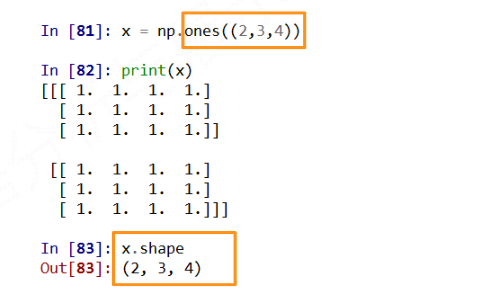 In [81]: x = np.ones((2,3,4))
In [82]: print(x)
[[[ 1.  1.  1.  1.]
  [ 1.  1.  1.  1.]
  [ 1.  1.  1.  1.]]
 [[ 1.  1.  1.  1.]
  [ 1.  1.  1.  1.]
  [ 1.  1.  1.  1.]]]
In [83]: x.shape
Out[83]: (2, 3, 4)